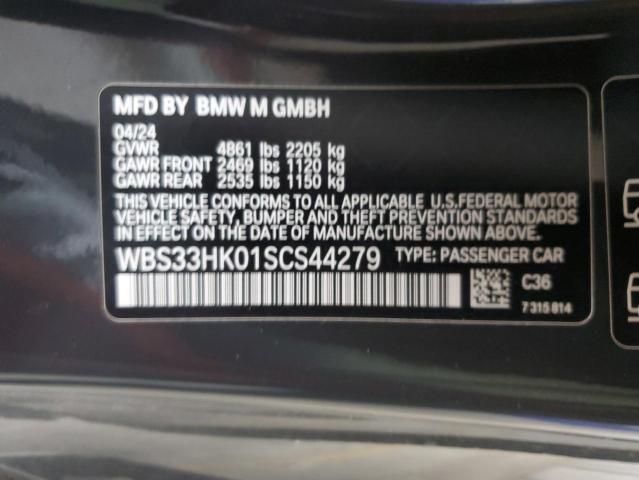 MFD BY BMW M GMBH
04/24
GVWR 4861 lbs 2205 kg
GAWR FRONT 2469 lbs 1120 kg
GAWR REAR 2535 lbs 1150 kg
THIS VEHICLE CONFORMS TO ALL APPLICABLE U.S.FEDERAL MOTOR
VEHICLE SAFETY, BUMPER AND THEFT PREVENTION STANDARDS
IN EFFECT ON THE DATE OF MANUFACTURE SHOWN ABOVE.
WBS33HK01SCS44279 TYPE: PASSENGER CAR
C36
7 315 814